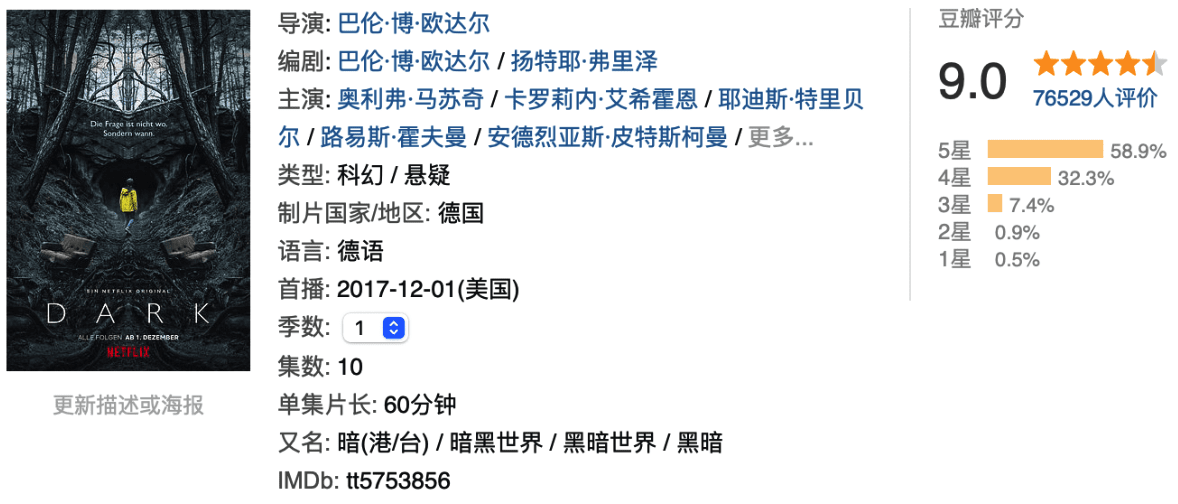 Die Frage ist nicht wo.
Sondern wann.
EIN NETFLIX ORIGINAL
DARK
ALLE FOLGEN AB 1. DEZEMBER
NETFLIX
更新描述或海报
导演: 巴伦·博·欧达尔
编剧: 巴伦·博·欧达尔 / 扬特耶·弗里泽
主演: 奥利弗·马苏奇 / 卡罗莉内·艾希霍恩 / 耶迪斯·特里贝
尔 / 路易斯·霍夫曼 / 安德烈亚斯·皮特斯柯曼 / 更多...
类型: 科幻 / 悬疑
制片国家/地区: 德国
语言: 德语
首播: 2017-12-01(美国)
季数: 1
集数: 10
单集片长: 60分钟
又名: 暗(港/台) / 暗黑世界 / 黑暗世界 / 黑暗
IMDb: tt5753856
豆瓣评分
9.0
76529人评价
5星 58.9%
4星 32.3%
3星 7.4%
2星 0.9%
1星 0.5%